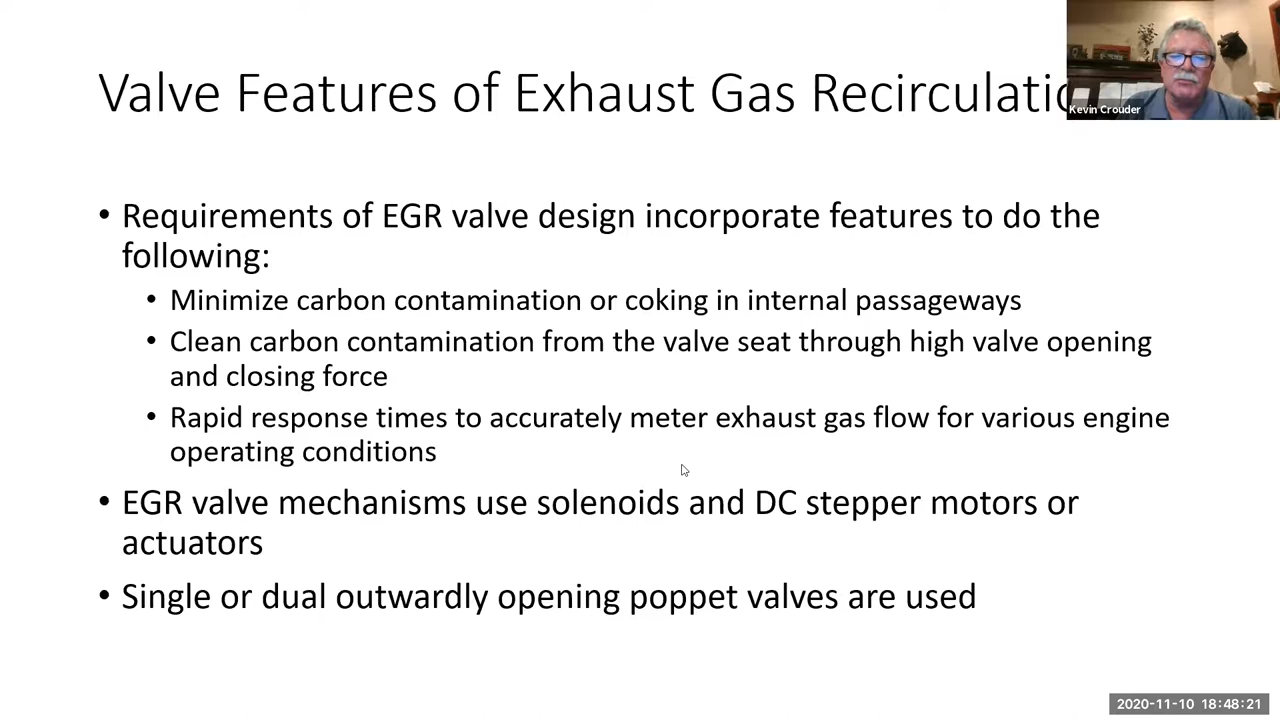 Valve Features of Exhaust Gas Recirculatio
Kevin Crouder
• Requirements of EGR valve design incorporate features to do the
following:
• Minimize carbon contamination or coking in internal passageways
• Clean carbon contamination from the valve seat through high valve opening
and closing force
• Rapid response times to accurately meter exhaust gas flow for various engine
operating conditions
• EGR valve mechanisms use solenoids and DC stepper motors or
actuators
• Single or dual outwardly opening poppet valves are used
2020-11-10 18:48:21